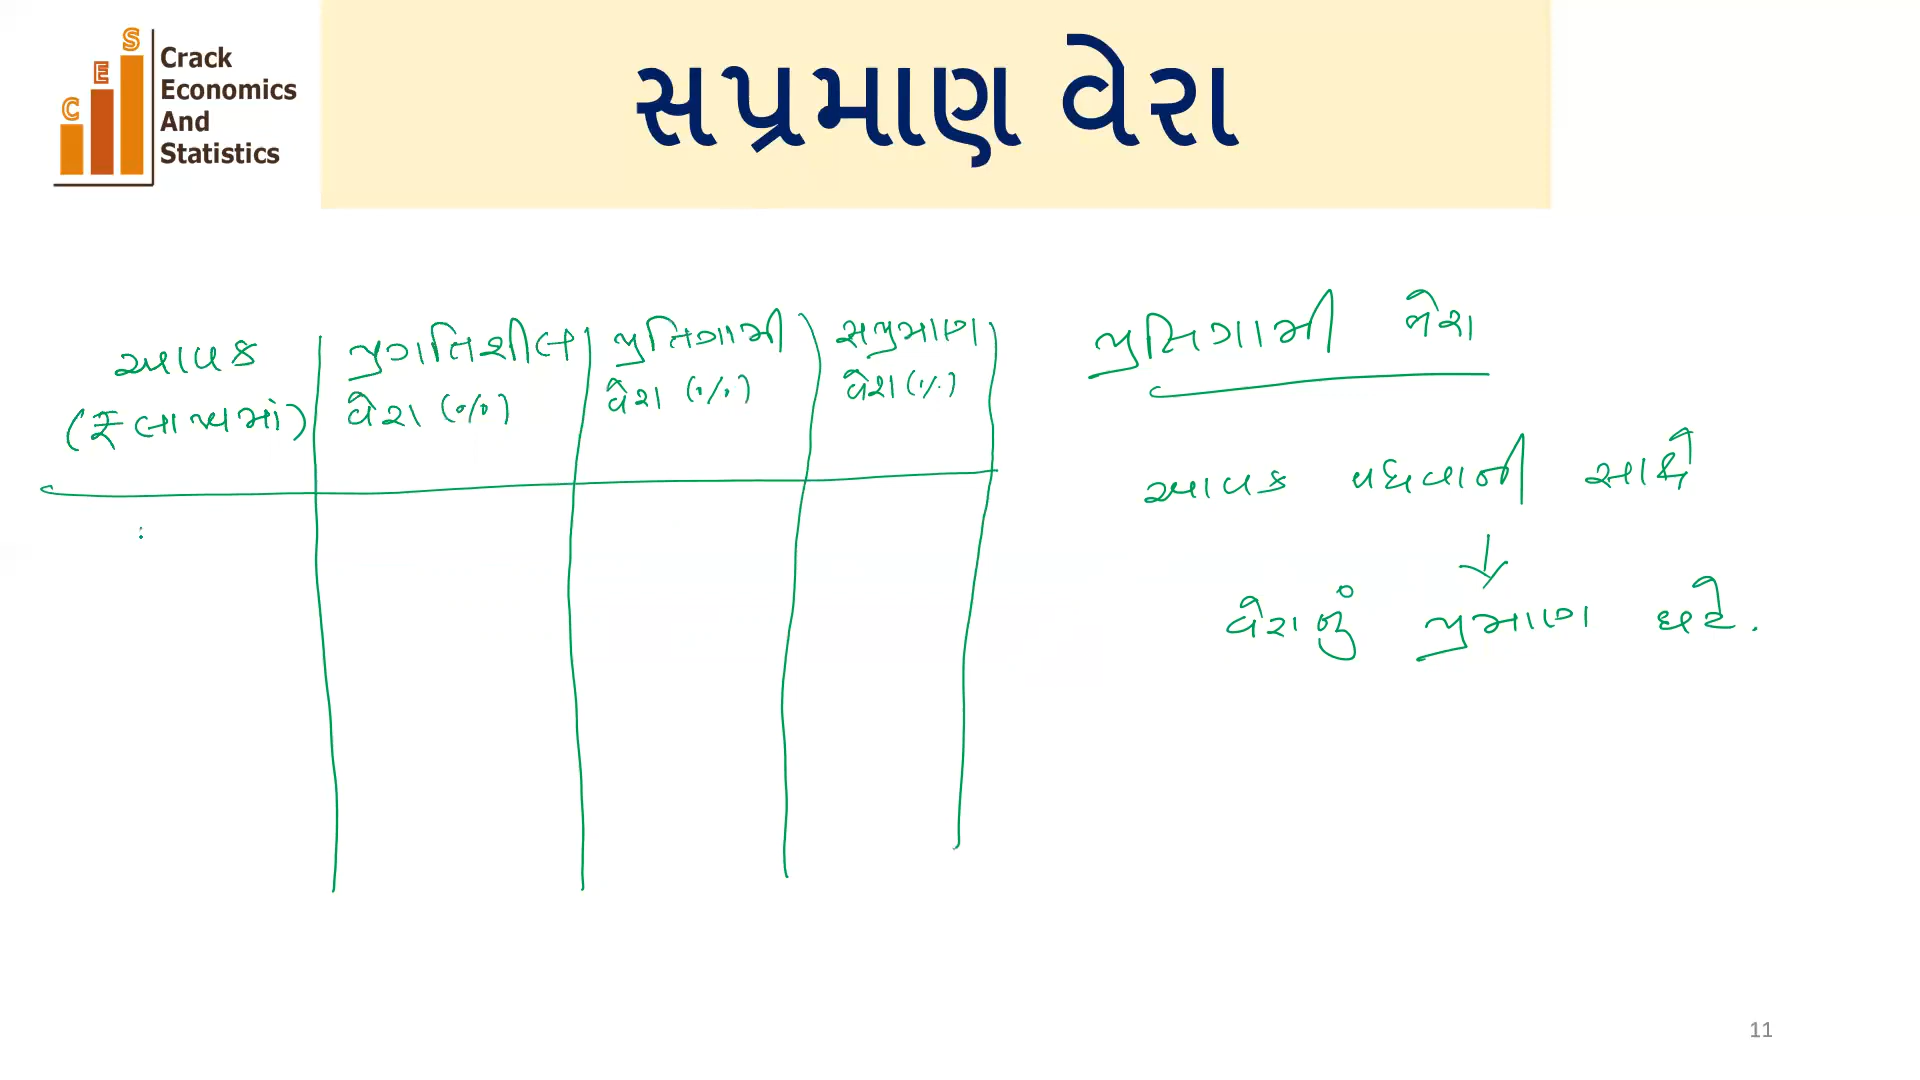 C E S
Crack
Economics
And
Statistics
સપ્રમાણ વેરા
આવક
(₹ લાખમાં)
પ્રગતિશીલ
વેરા (%)
પ્રતિગામી
વેરા (%)
સપ્રમાણ
વેરા (%)
પ્રતિગામી વેરા
આવક વધવાની સાથે
↓
વેરાનું પ્રમાણ ઘટે.
11